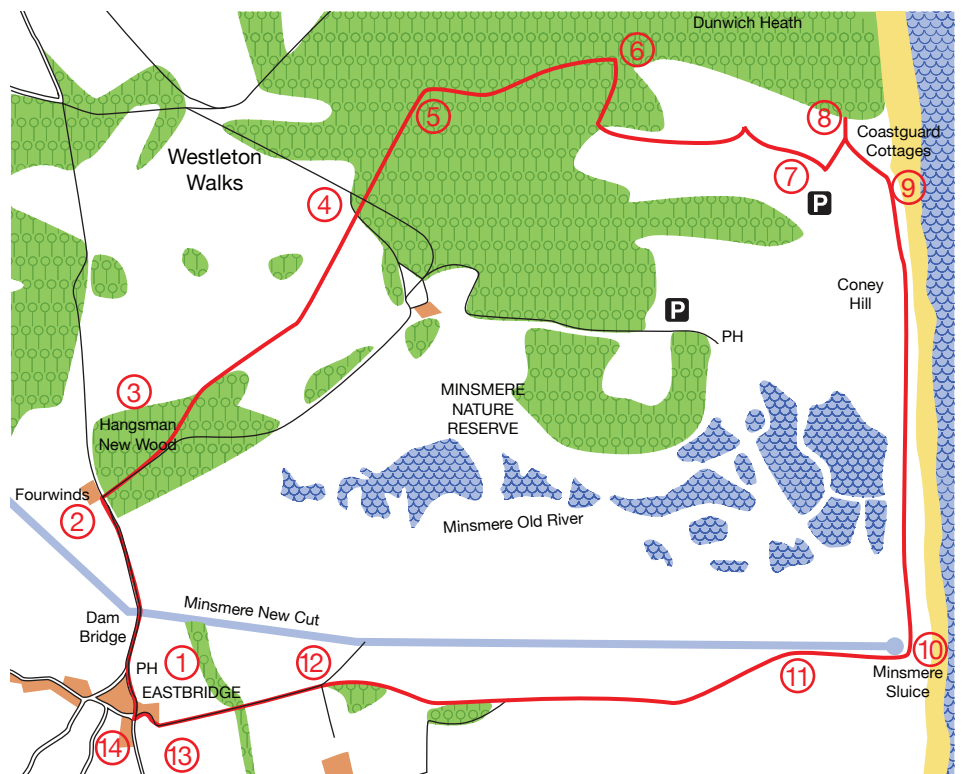 Dunwich Heath
6
5
8
Coastguard
Cottages
Westleton
Walks
7
9
4
P
Coney
Hill
P
PH
3
MINSMERE
NATURE
RESERVE
Hangsman
New Wood
Fourwinds
2
Minsmere Old River
Minsmere New Cut
Dam
Bridge
1
12
10
PH
11
Minsmere
Sluice
EASTBRIDGE
14
13